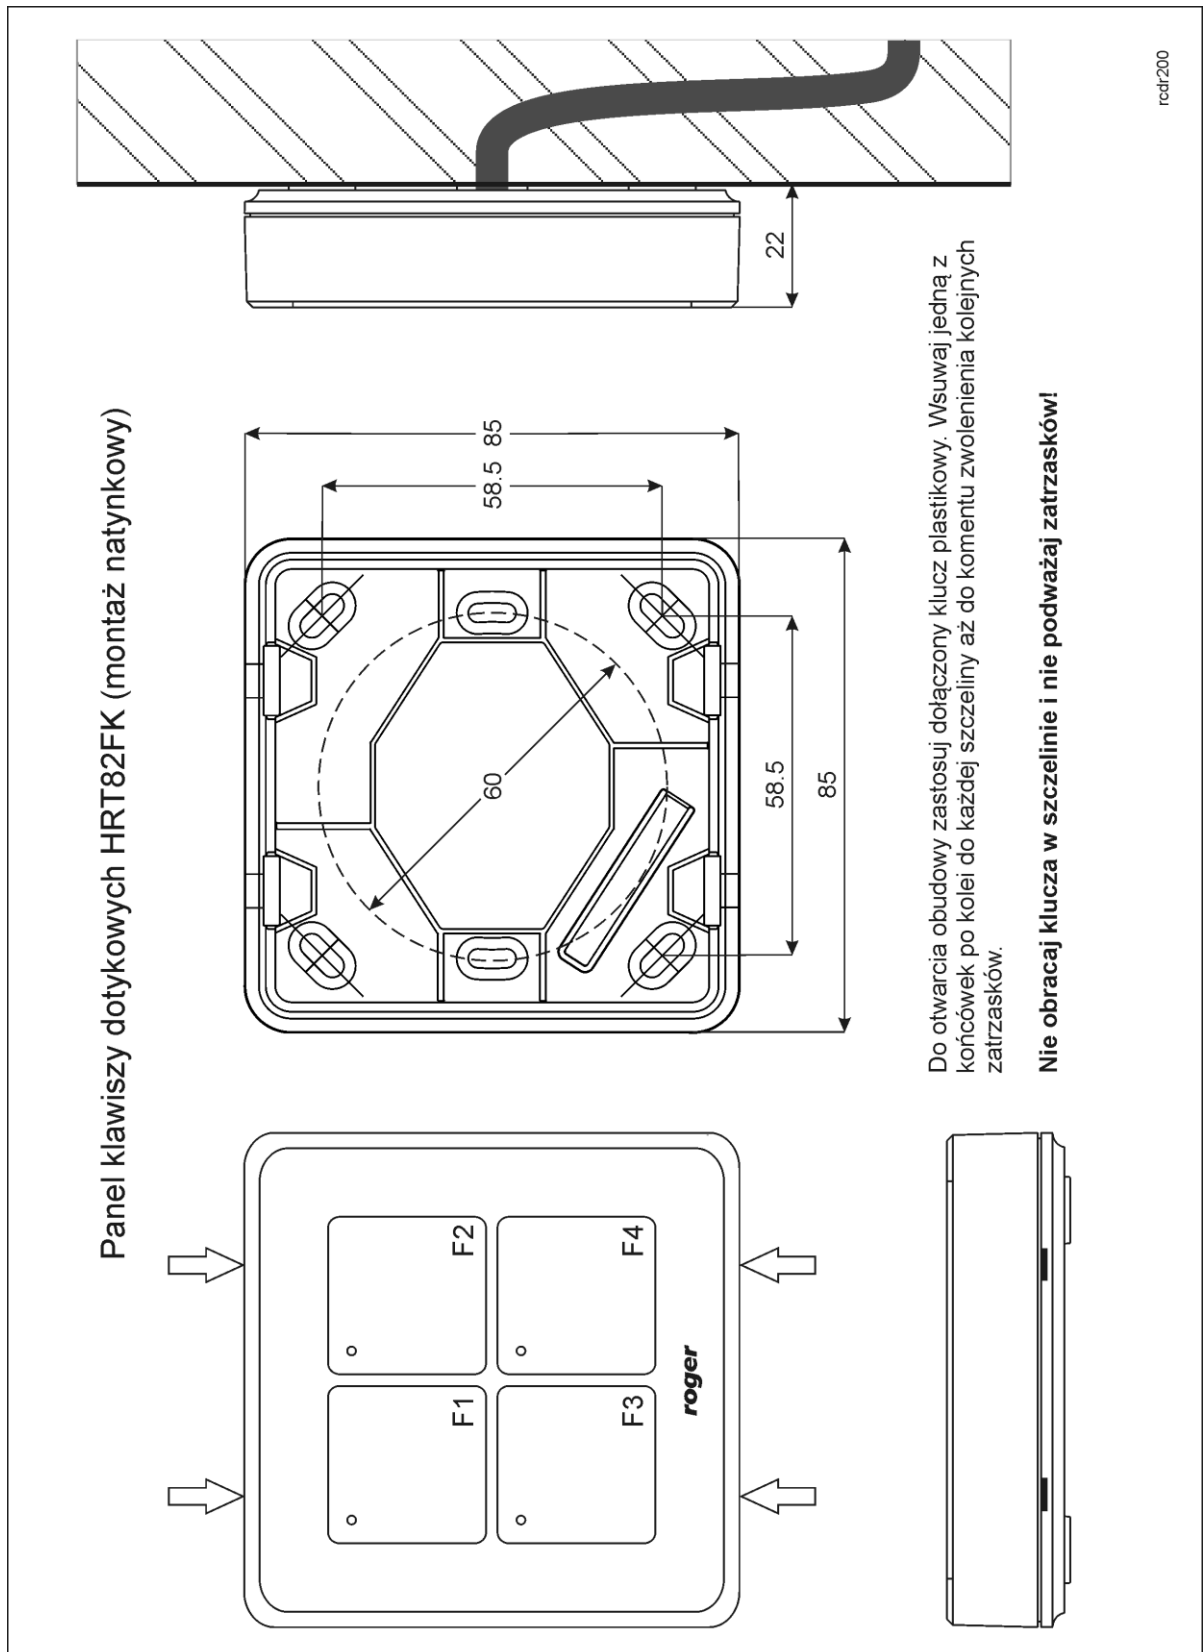 Panel klawiszy dotykowych HRT82FK (montaż natynkowy)
F1
F2
F3
F4
roger
60
58.5
85
58.5
85
22
Do otwarcia obudowy zastosuj dołączony klucz plastikowy. Wsuwaj jedną z
końcówek po kolei do każdej szczeliny aż do komentu zwolenienia kolejnych
zatrzasków.
Nie obracaj klucza w szczelinie i nie podważaj zatrzasków!
rcdr200